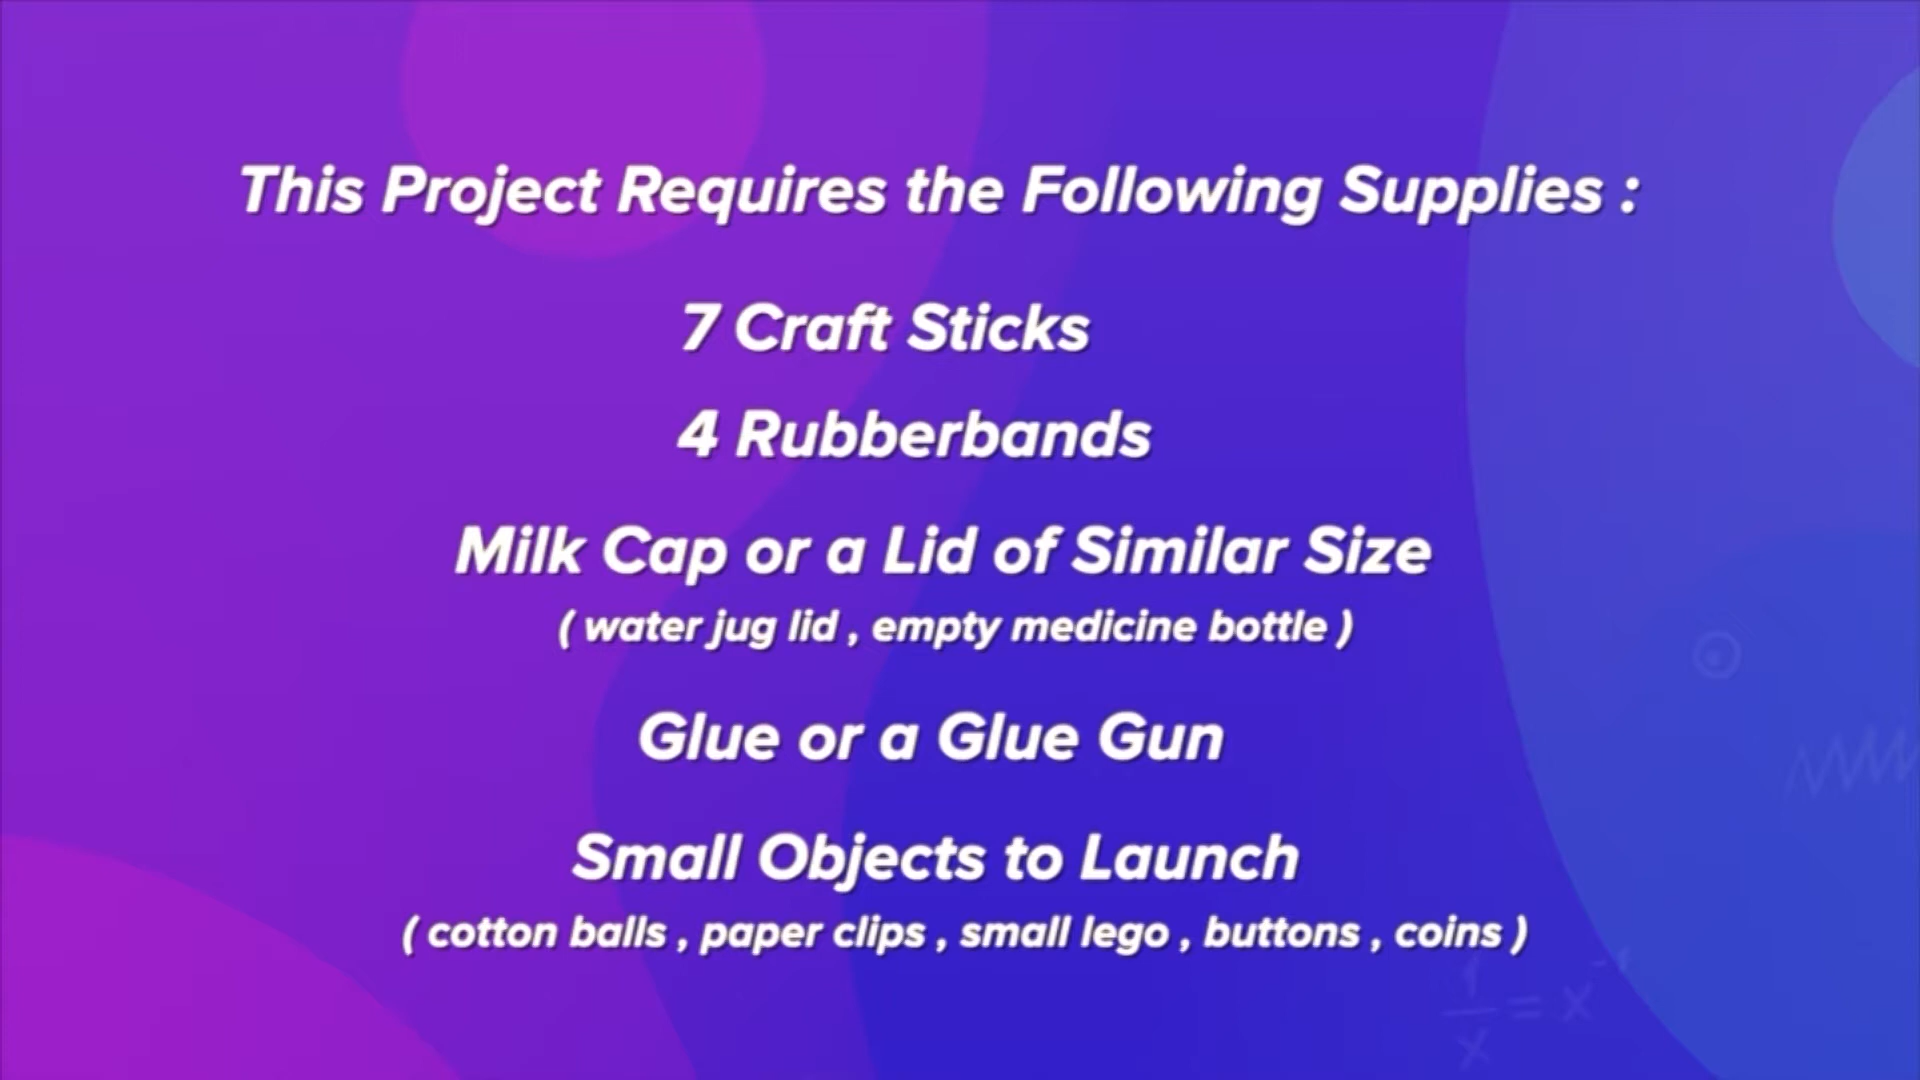 This Project Requires the Following Supplies :
7 Craft Sticks
4 Rubberbands
Milk Cap or a Lid of Similar Size
( water jug lid , empty medicine bottle )
Glue or a Glue Gun
Small Objects to Launch
( cotton balls , paper clips , small lego , buttons , coins )
1/x = x⁻¹